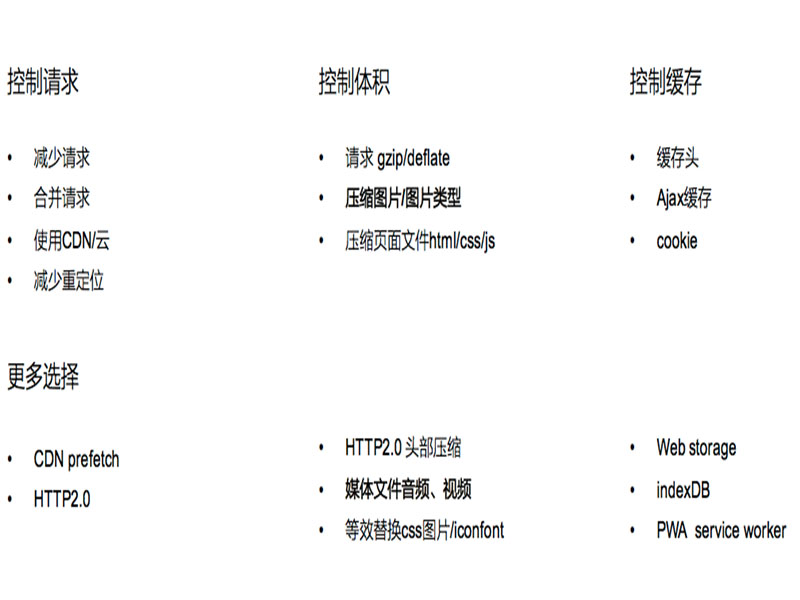 控制请求
• 减少请求
• 合并请求
• 使用CDN/云
• 减少重定位
控制体积
• 请求 gzip/deflate
• 压缩图片/图片类型
• 压缩页面文件html/css/js
控制缓存
• 缓存头
• Ajax缓存
• cookie
更多选择
• CDN prefetch
• HTTP2.0
• HTTP2.0 头部压缩
• 媒体文件音频、视频
• 等效替换css图片/iconfont
• Web storage
• indexDB
• PWA service worker